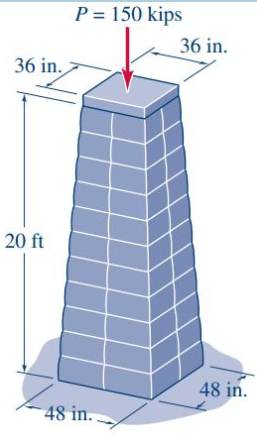 P = 150 kips
36 in.
36 in.
20 ft
48 in.
48 in.